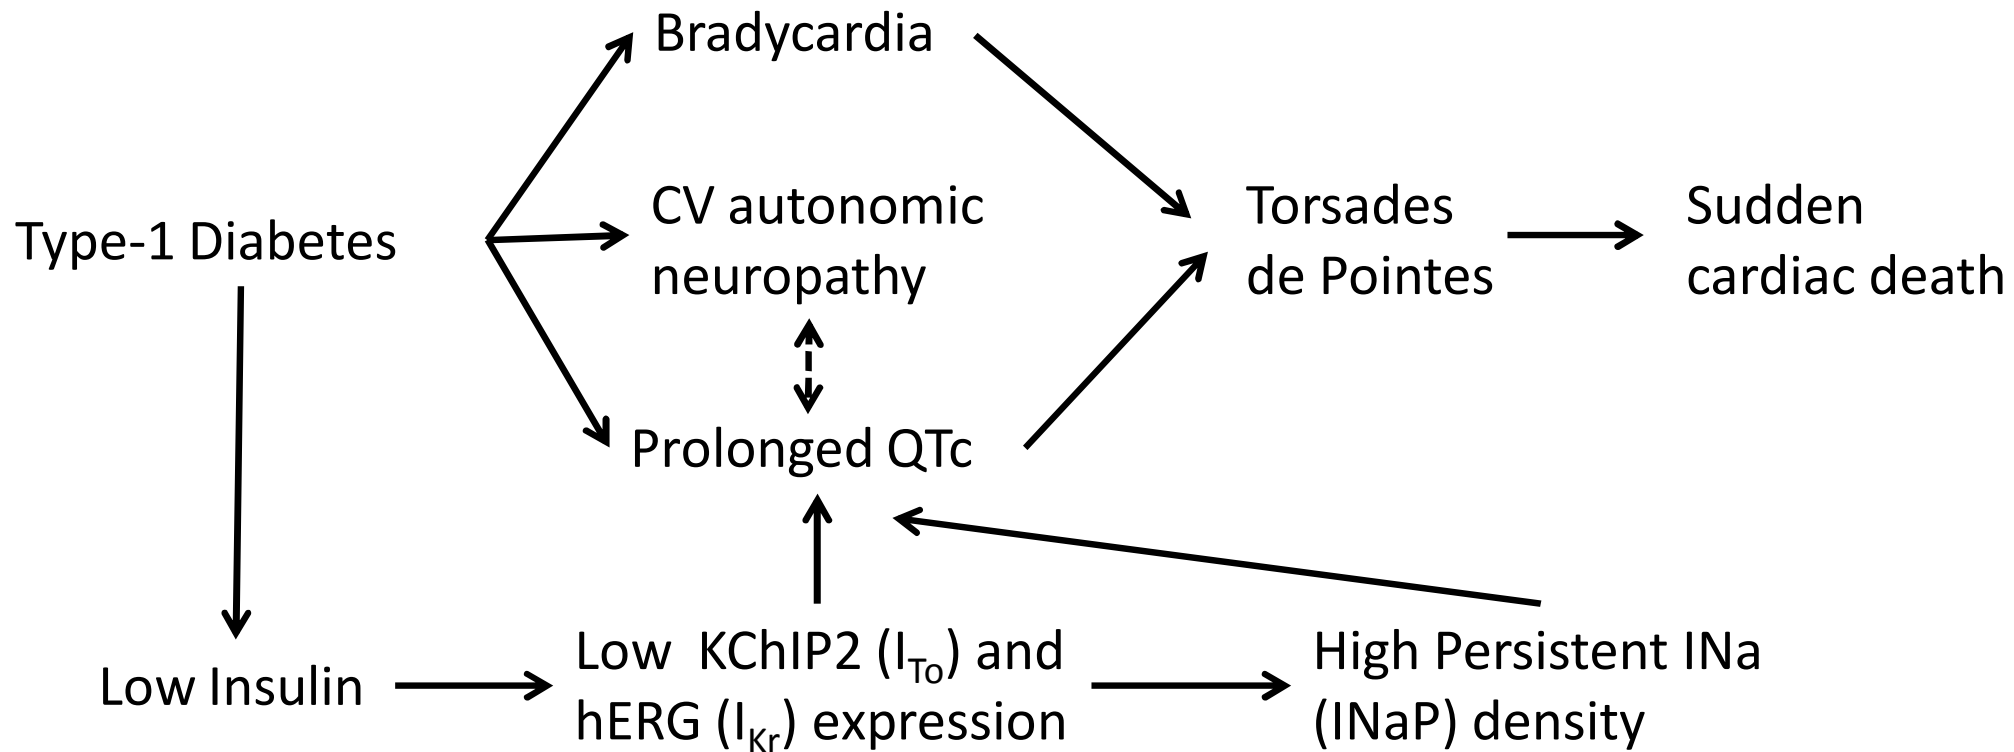 Bradycardia
Type-1 Diabetes
CV autonomic
neuropathy
Torsades
de Pointes
Sudden
cardiac death
Prolonged QTc
Low Insulin
Low KChIP2 (ITo) and
hERG (IKr) expression
High Persistent INa
(INaP) density